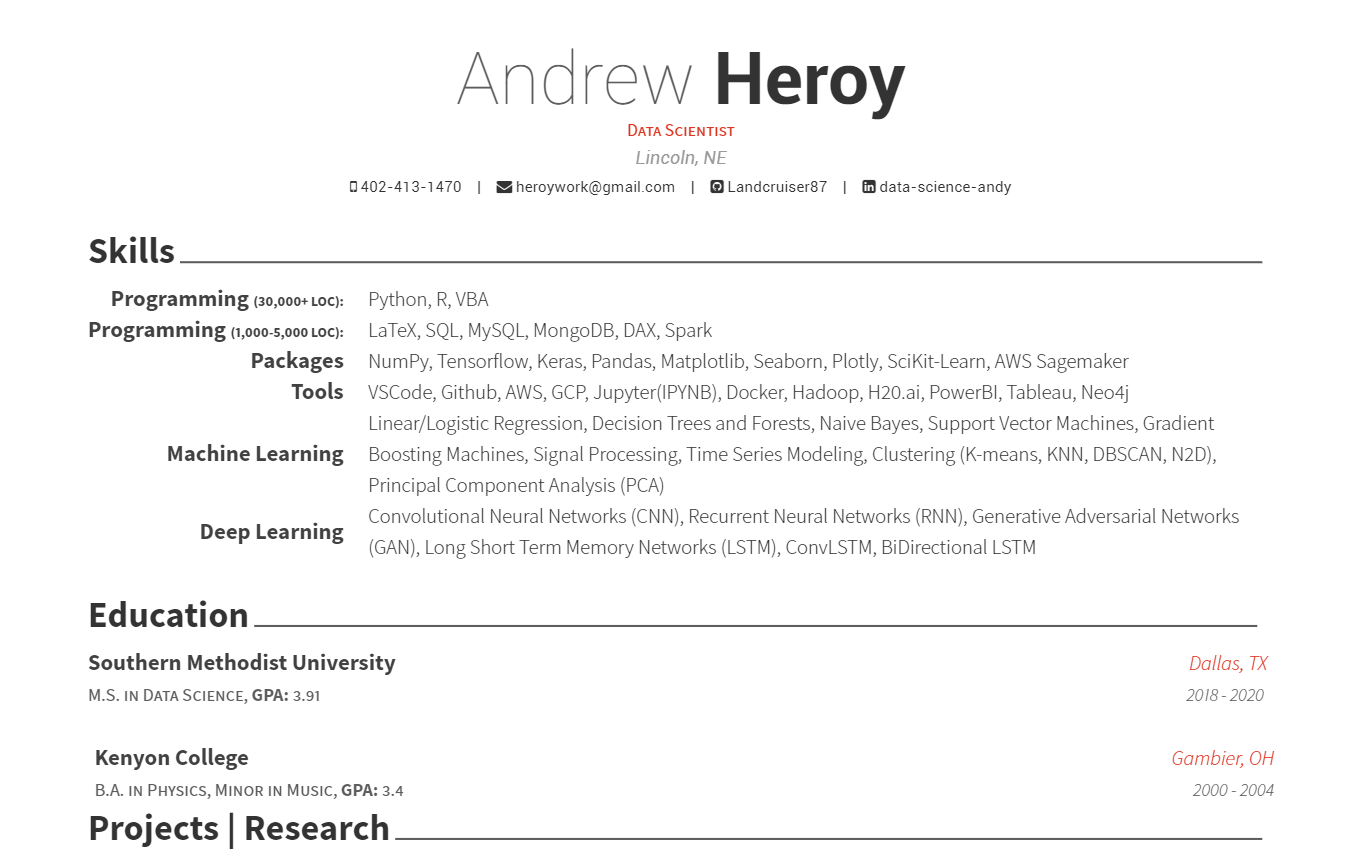 Andrew Heroy
Data Scientist
Lincoln, NE
402-413-1470 | heroywork@gmail.com | Landcruiser87 | data-science-andy
Skills
Programming (30,000+ LOC): Python, R, VBA
Programming (1,000-5,000 LOC): LaTeX, SQL, MySQL, MongoDB, DAX, Spark
Packages NumPy, Tensorflow, Keras, Pandas, Matplotlib, Seaborn, Plotly, SciKit-Learn, AWS Sagemaker
Tools VSCode, Github, AWS, GCP, Jupyter(IPYNB), Docker, Hadoop, H20.ai, PowerBI, Tableau, Neo4j
Linear/Logistic Regression, Decision Trees and Forests, Naive Bayes, Support Vector Machines, Gradient
Machine Learning Boosting Machines, Signal Processing, Time Series Modeling, Clustering (K-means, KNN, DBSCAN, N2D),
Principal Component Analysis (PCA)
Deep Learning Convolutional Neural Networks (CNN), Recurrent Neural Networks (RNN), Generative Adversarial Networks
(GAN), Long Short Term Memory Networks (LSTM), ConvLSTM, BiDirectional LSTM
Education
Southern Methodist University Dallas, TX
M.S. in Data Science, GPA: 3.91 2018 - 2020
Kenyon College Gambier, OH
B.A. in Physics, Minor in Music, GPA: 3.4 2000 - 2004
Projects | Research